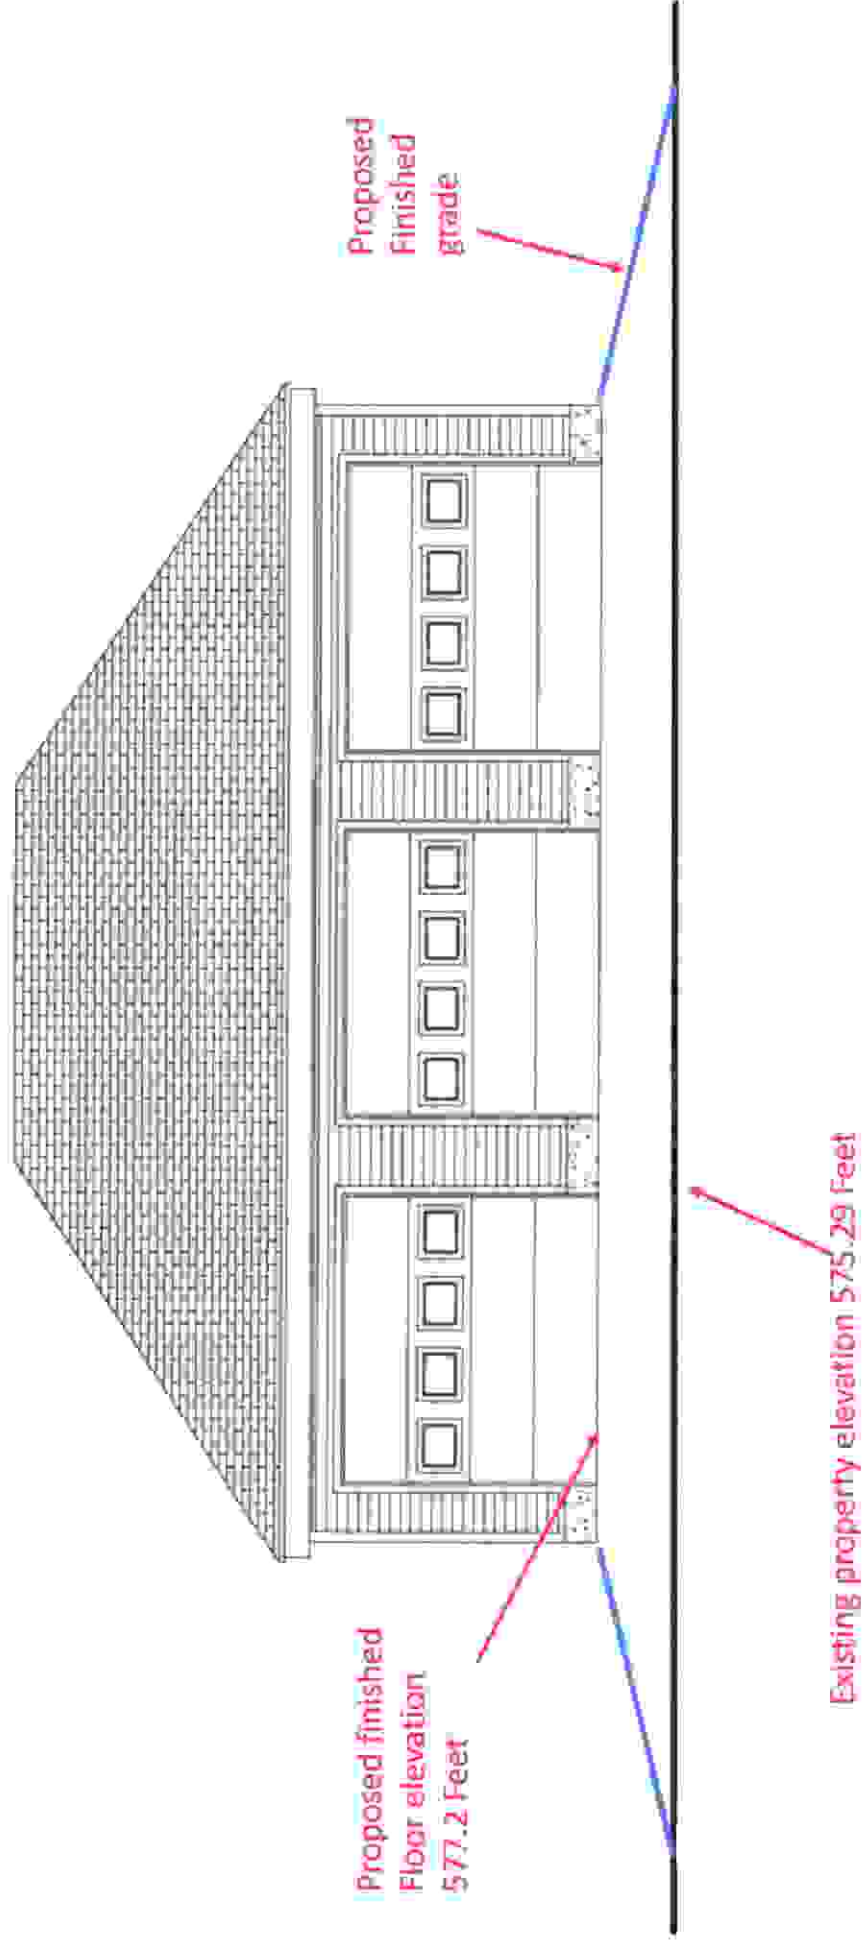 Proposed finished
Floor elevation
577.2 Feet
Proposed
Finished
grade
Existing property elevation 575.29 Feet